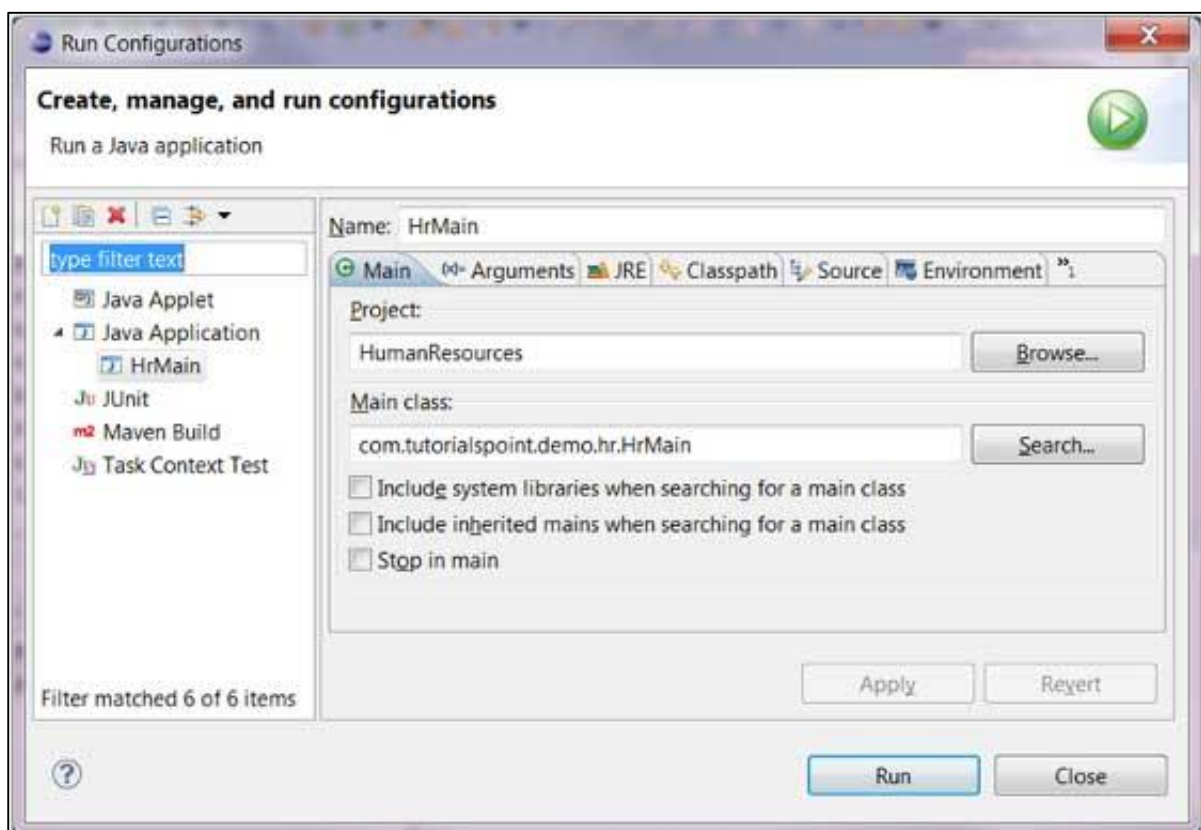 Run Configurations
X
Create, manage, and run configurations
Run a Java application
type filter text
Java Applet
Java Application
HrMain
Ju JUnit
m2 Maven Build
Task Context Test
Filter matched 6 of 6 items
Name: HrMain
Main (x)= Arguments JRE Classpath Source Environment »1
Project:
HumanResources Browse...
Main class:
com.tutorialspoint.demo.hr.HrMain Search...
Include system libraries when searching for a main class
Include inherited mains when searching for a main class
Stop in main
Apply Revert
? Run Close